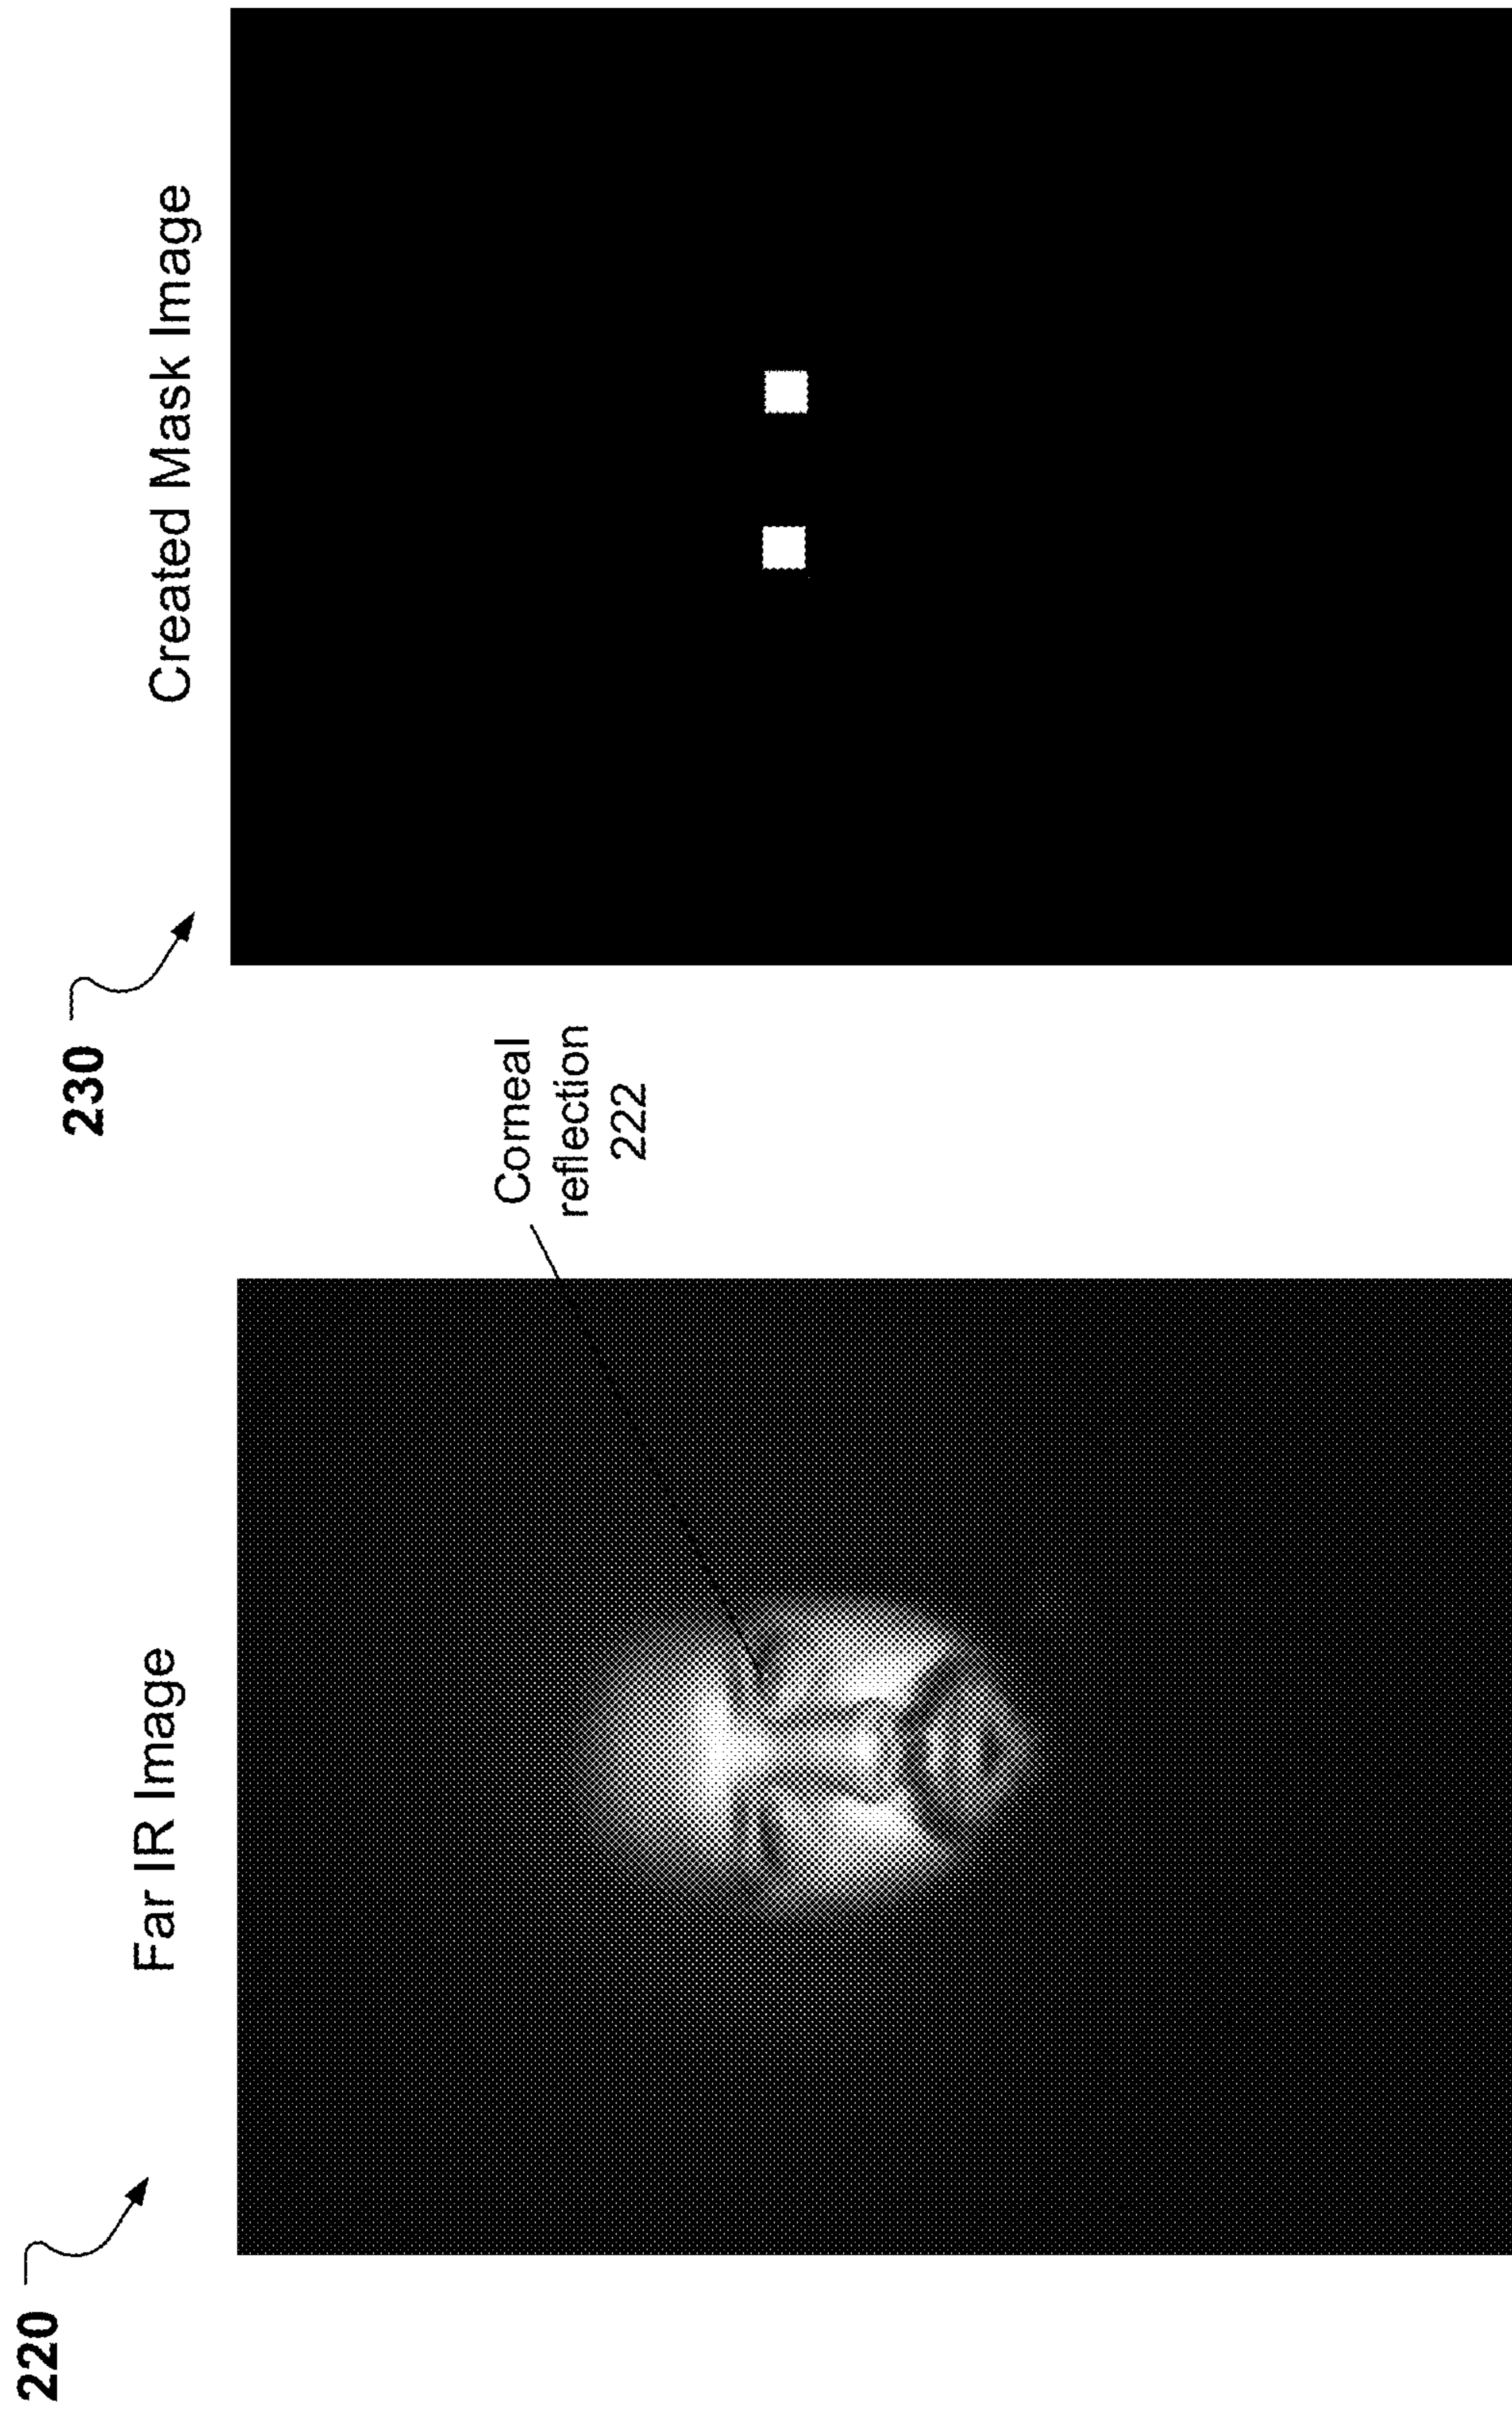 220
Far IR Image
Corneal
reflection
222
230
Created Mask Image